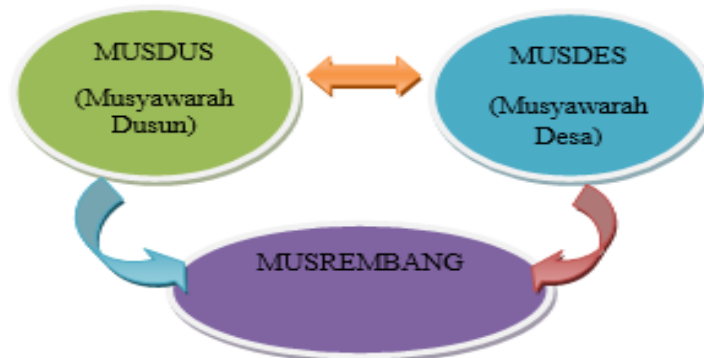 MUSDUS
(Musyawarah
Dusun)
MUSDES
(Musyawarah
Desa)
MUSREMBANG